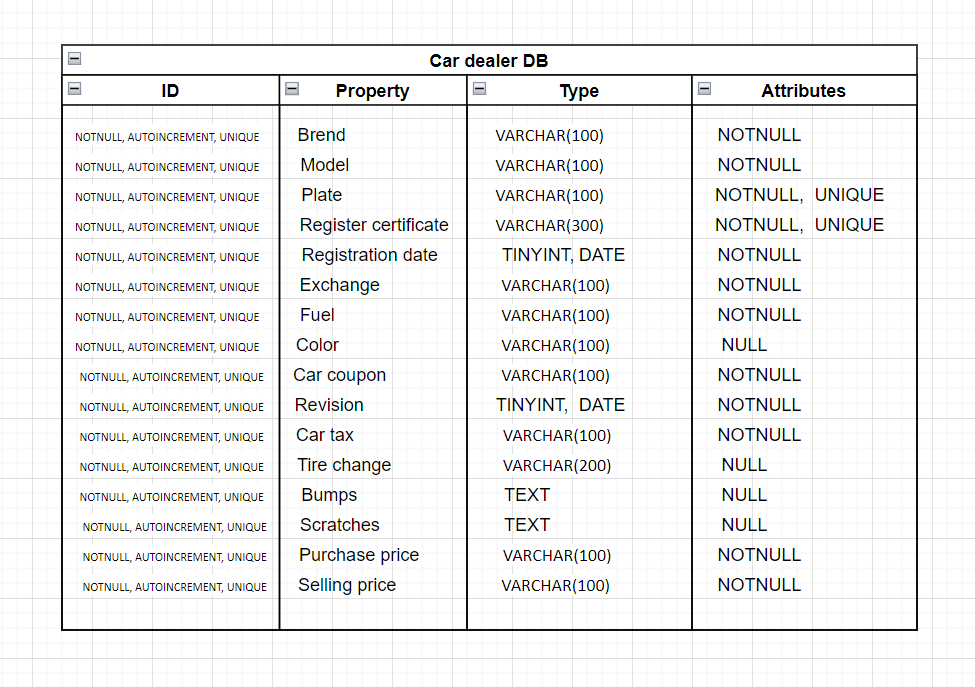 Car dealer DB
ID Property Type Attributes
NOTNULL, AUTOINCREMENT, UNIQUE Brend VARCHAR(100) NOTNULL
NOTNULL, AUTOINCREMENT, UNIQUE Model VARCHAR(100) NOTNULL
NOTNULL, AUTOINCREMENT, UNIQUE Plate VARCHAR(100) NOTNULL, UNIQUE
NOTNULL, AUTOINCREMENT, UNIQUE Register certificate VARCHAR(300) NOTNULL, UNIQUE
NOTNULL, AUTOINCREMENT, UNIQUE Registration date TINYINT, DATE NOTNULL
NOTNULL, AUTOINCREMENT, UNIQUE Exchange VARCHAR(100) NOTNULL
NOTNULL, AUTOINCREMENT, UNIQUE Fuel VARCHAR(100) NOTNULL
NOTNULL, AUTOINCREMENT, UNIQUE Color VARCHAR(100) NULL
NOTNULL, AUTOINCREMENT, UNIQUE Car coupon VARCHAR(100) NOTNULL
NOTNULL, AUTOINCREMENT, UNIQUE Revision TINYINT, DATE NOTNULL
NOTNULL, AUTOINCREMENT, UNIQUE Car tax VARCHAR(100) NOTNULL
NOTNULL, AUTOINCREMENT, UNIQUE Tire change VARCHAR(200) NULL
NOTNULL, AUTOINCREMENT, UNIQUE Bumps TEXT NULL
NOTNULL, AUTOINCREMENT, UNIQUE Scratches TEXT NULL
NOTNULL, AUTOINCREMENT, UNIQUE Purchase price VARCHAR(100) NOTNULL
NOTNULL, AUTOINCREMENT, UNIQUE Selling price VARCHAR(100) NOTNULL